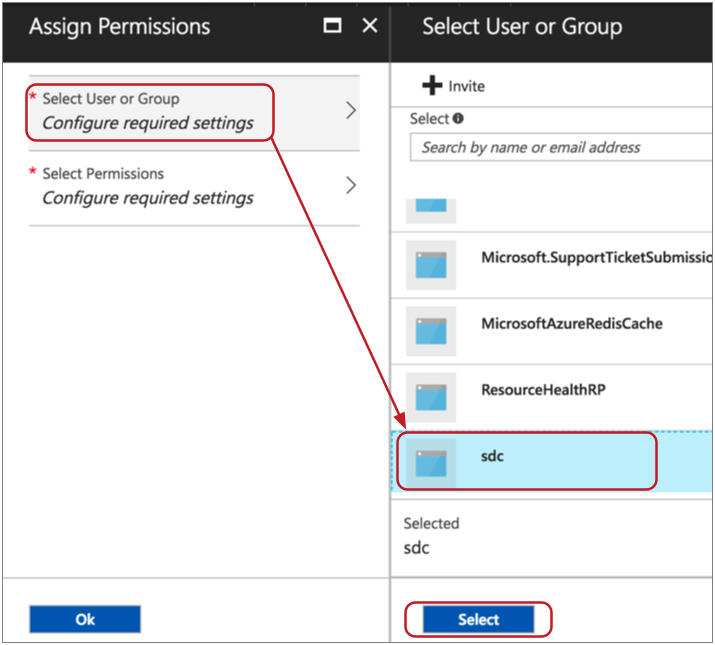 Assign Permissions
* Select User or Group
Configure required settings
* Select Permissions
Configure required settings
Ok
Select User or Group
Invite
Select
Search by name or email address
Microsoft.SupportTicketSubmissio
MicrosoftAzureRedisCache
ResourceHealthRP
sdc
Selected
sdc
Select